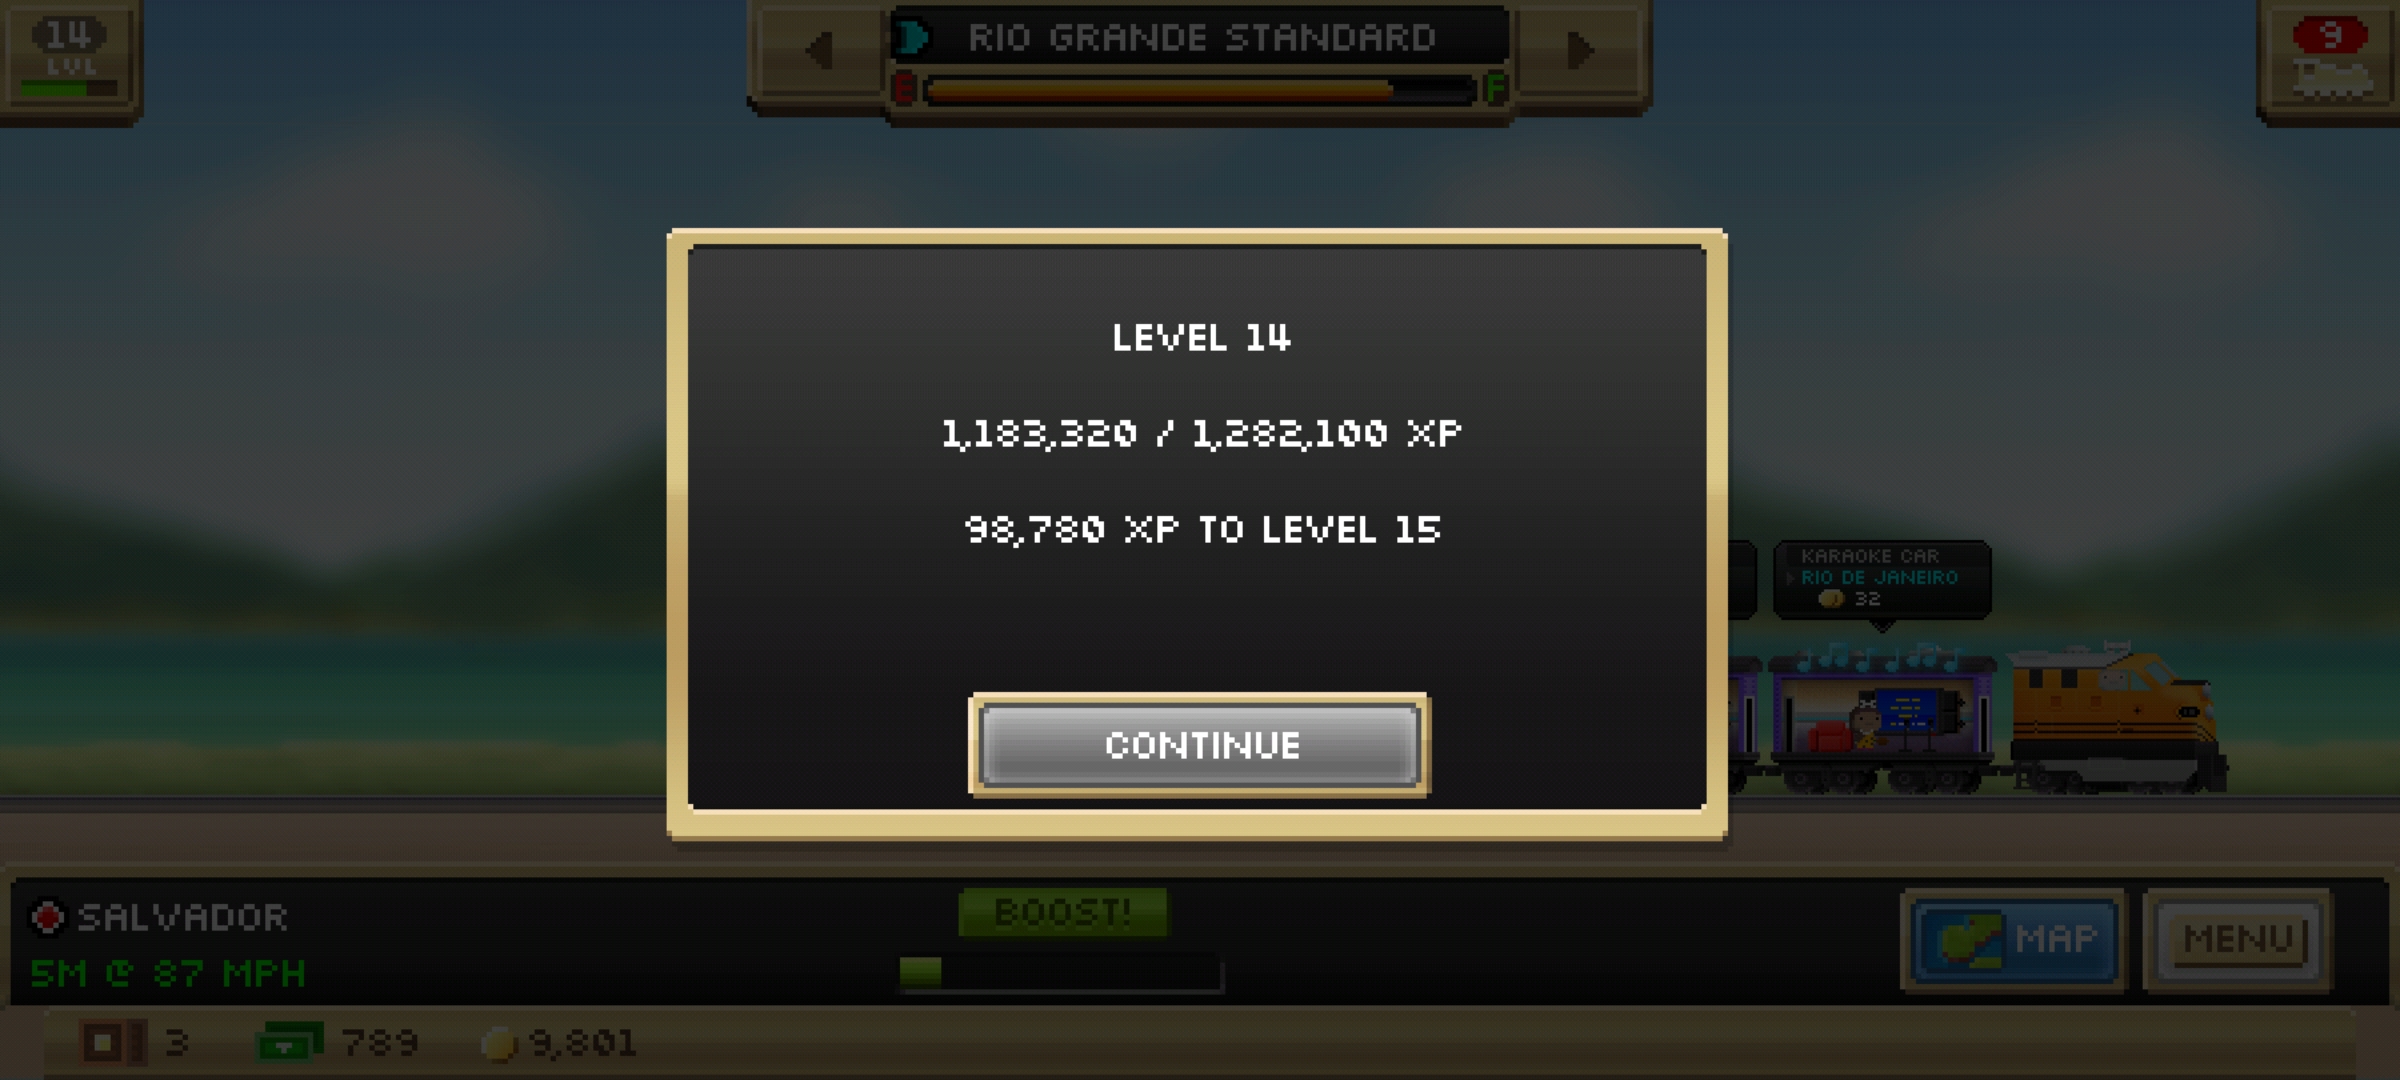 14
LVL
RIO GRANDE STANDARD
E
F
9
LEVEL 14
1,183,320 / 1,282,100 XP
98,780 XP TO LEVEL 15
CONTINUE
KARAOKE CAR
RIO DE JANEIRO
32
SALVADOR
5M @ 87 MPH
BOOST!
MAP
MENU
3
789
9,801